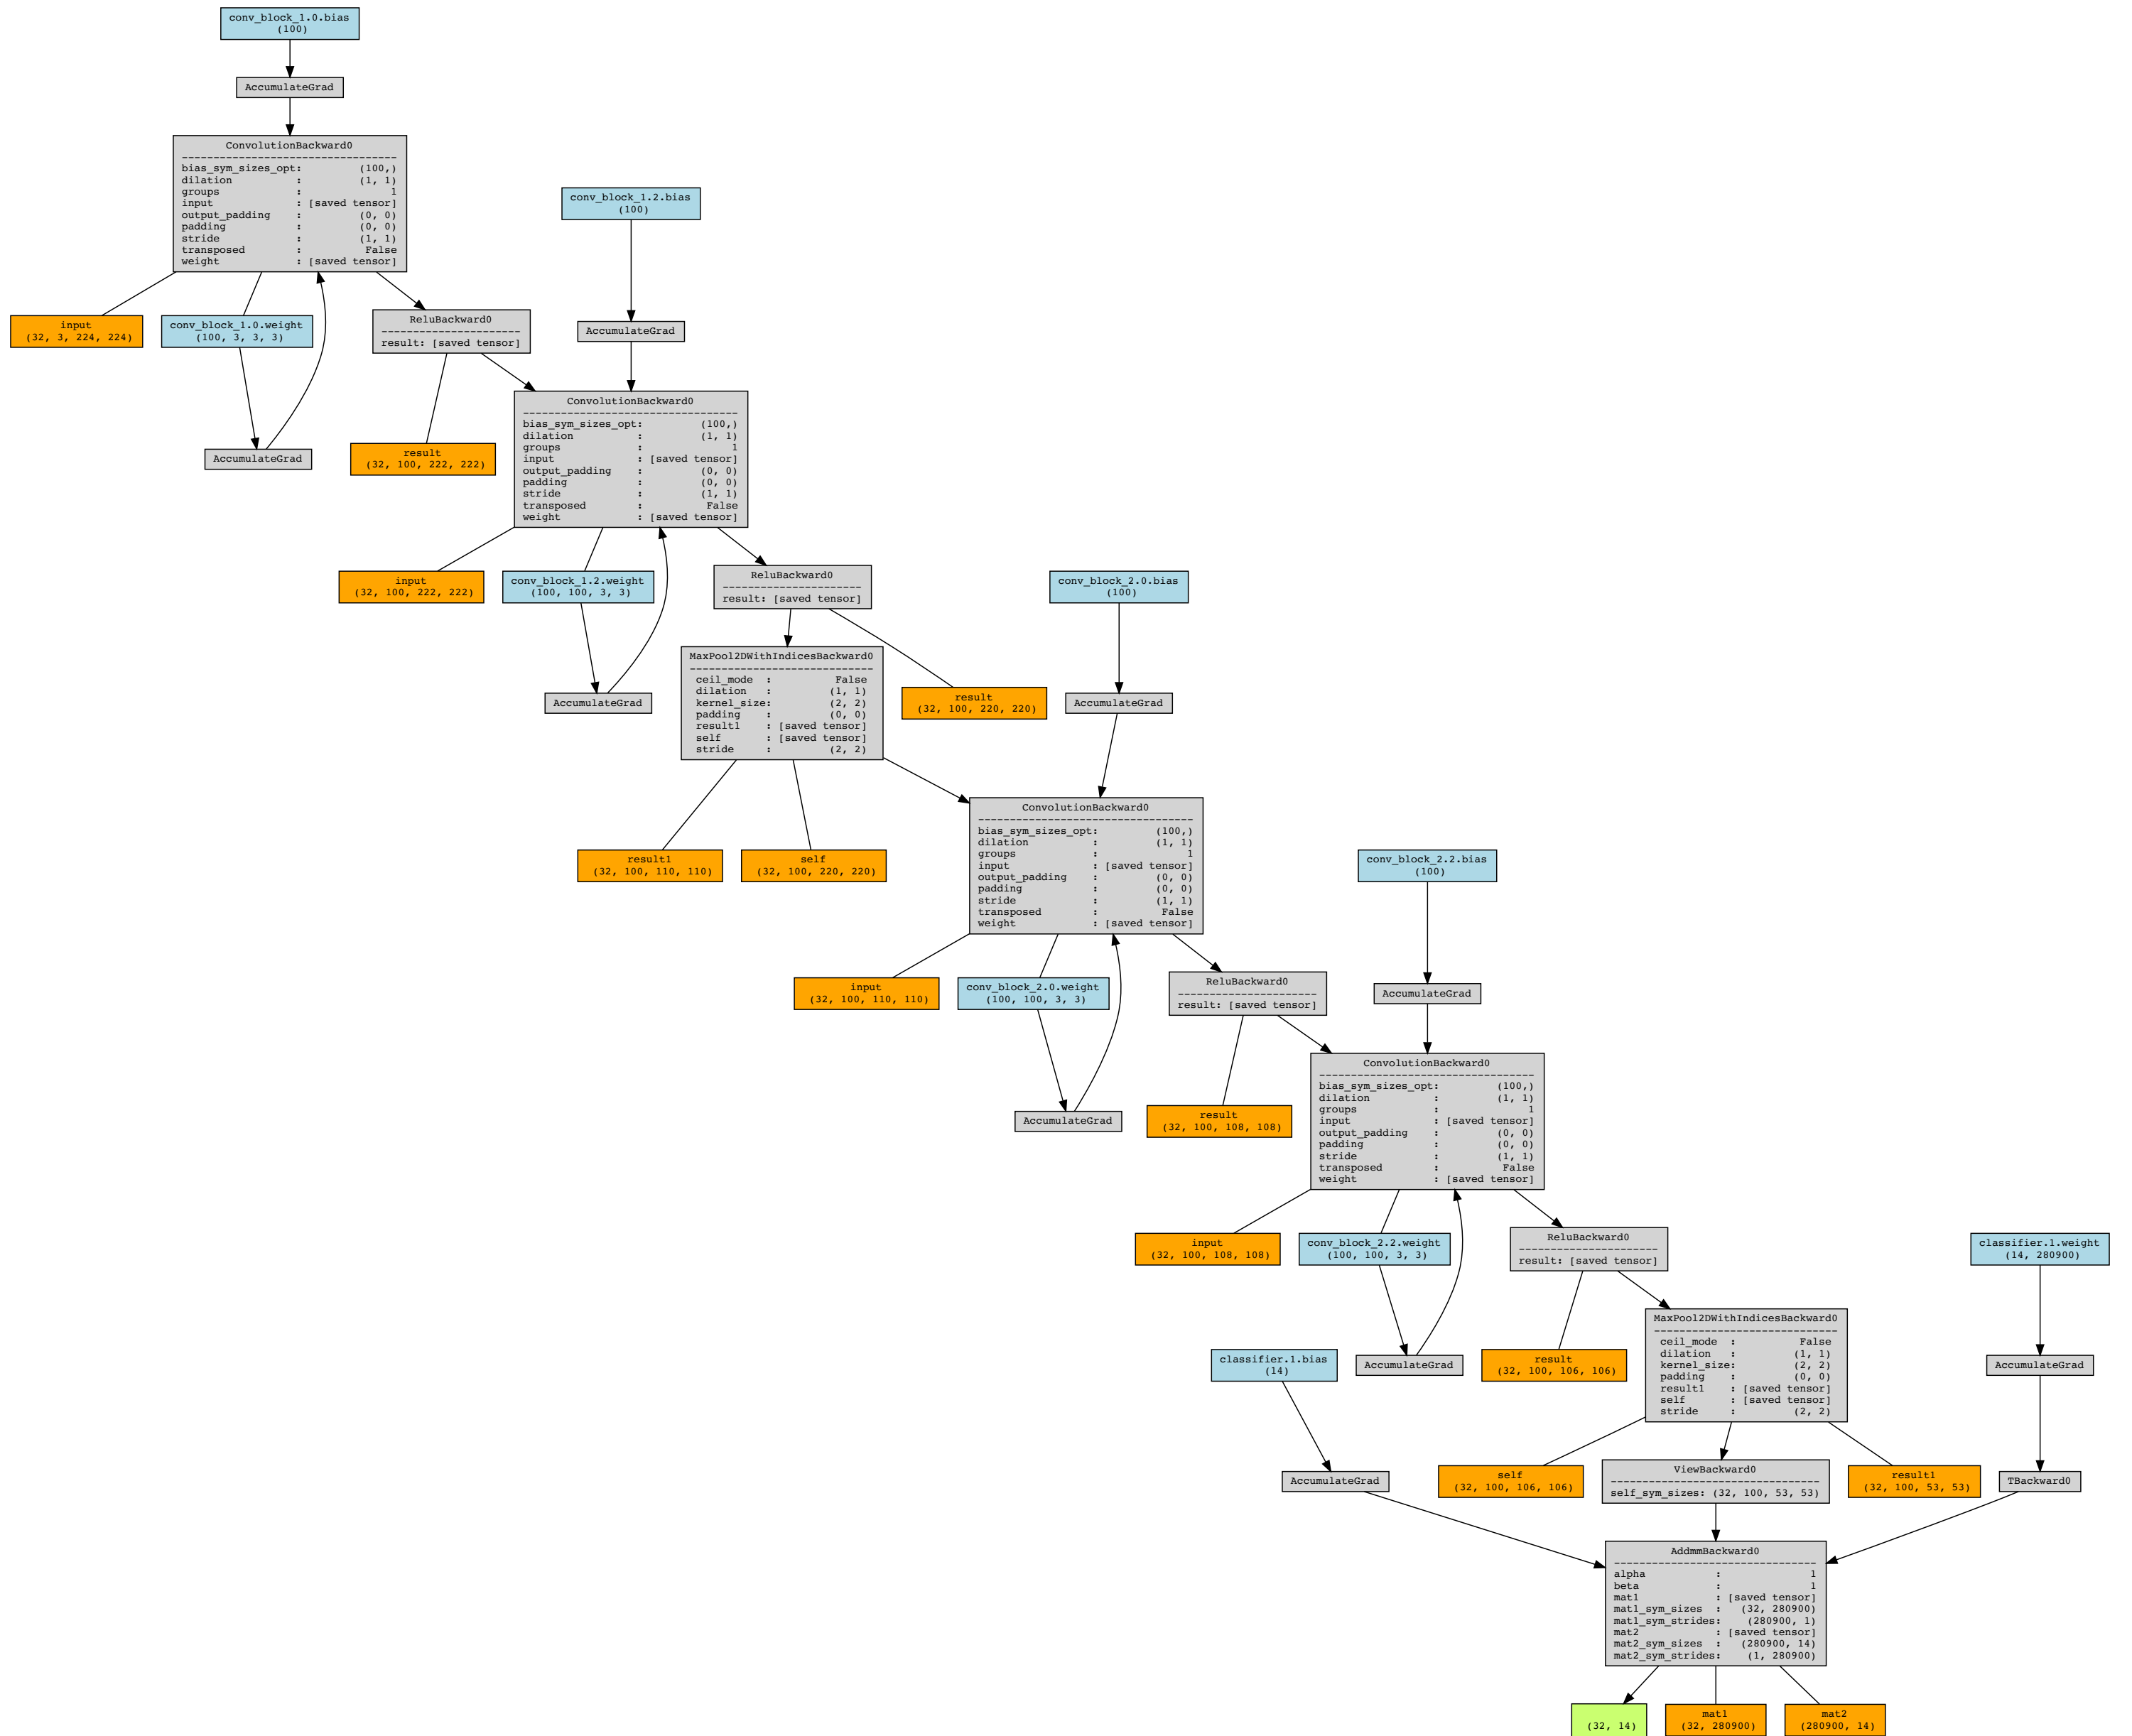 conv_block_1.0.bias
(100)
AccumulateGrad
ConvolutionBackward0
----------------------------------
bias_sym_sizes_opt: (100,)
dilation : (1, 1)
groups : 1
input : [saved tensor]
output_padding : (0, 0)
padding : (0, 0)
stride : (1, 1)
transposed : False
weight : [saved tensor]
input
(32, 3, 224, 224)
conv_block_1.0.weight
(100, 3, 3, 3)
AccumulateGrad
ReluBackward0
----------------------
result: [saved tensor]
result
(32, 100, 222, 222)
conv_block_1.2.bias
(100)
AccumulateGrad
ConvolutionBackward0
----------------------------------
bias_sym_sizes_opt: (100,)
dilation : (1, 1)
groups : 1
input : [saved tensor]
output_padding : (0, 0)
padding : (0, 0)
stride : (1, 1)
transposed : False
weight : [saved tensor]
input
(32, 100, 222, 222)
conv_block_1.2.weight
(100, 100, 3, 3)
AccumulateGrad
ReluBackward0
----------------------
result: [saved tensor]
result
(32, 100, 220, 220)
MaxPool2DWithIndicesBackward0
-----------------------------
ceil_mode : False
dilation : (1, 1)
kernel_size: (2, 2)
padding : (0, 0)
result1 : [saved tensor]
self : [saved tensor]
stride : (2, 2)
result1
(32, 100, 110, 110)
self
(32, 100, 220, 220)
conv_block_2.0.bias
(100)
AccumulateGrad
ConvolutionBackward0
----------------------------------
bias_sym_sizes_opt: (100,)
dilation : (1, 1)
groups : 1
input : [saved tensor]
output_padding : (0, 0)
padding : (0, 0)
stride : (1, 1)
transposed : False
weight : [saved tensor]
input
(32, 100, 110, 110)
conv_block_2.0.weight
(100, 100, 3, 3)
AccumulateGrad
ReluBackward0
----------------------
result: [saved tensor]
result
(32, 100, 108, 108)
conv_block_2.2.bias
(100)
AccumulateGrad
ConvolutionBackward0
----------------------------------
bias_sym_sizes_opt: (100,)
dilation : (1, 1)
groups : 1
input : [saved tensor]
output_padding : (0, 0)
padding : (0, 0)
stride : (1, 1)
transposed : False
weight : [saved tensor]
input
(32, 100, 108, 108)
conv_block_2.2.weight
(100, 100, 3, 3)
AccumulateGrad
ReluBackward0
----------------------
result: [saved tensor]
result
(32, 100, 106, 106)
MaxPool2DWithIndicesBackward0
-----------------------------
ceil_mode : False
dilation : (1, 1)
kernel_size: (2, 2)
padding : (0, 0)
result1 : [saved tensor]
self : [saved tensor]
stride : (2, 2)
self
(32, 100, 106, 106)
ViewBackward0
---------------------------------
self_sym_sizes: (32, 100, 53, 53)
result1
(32, 100, 53, 53)
classifier.1.bias
(14)
AccumulateGrad
classifier.1.weight
(14, 280900)
AccumulateGrad
TBackward0
AddmmBackward0
--------------------------------
alpha : 1
beta : 1
mat1 : [saved tensor]
mat1_sym_sizes : (32, 280900)
mat1_sym_strides: (280900, 1)
mat2 : [saved tensor]
mat2_sym_sizes : (280900, 14)
mat2_sym_strides: (1, 280900)
(32, 14)
mat1
(32, 280900)
mat2
(280900, 14)